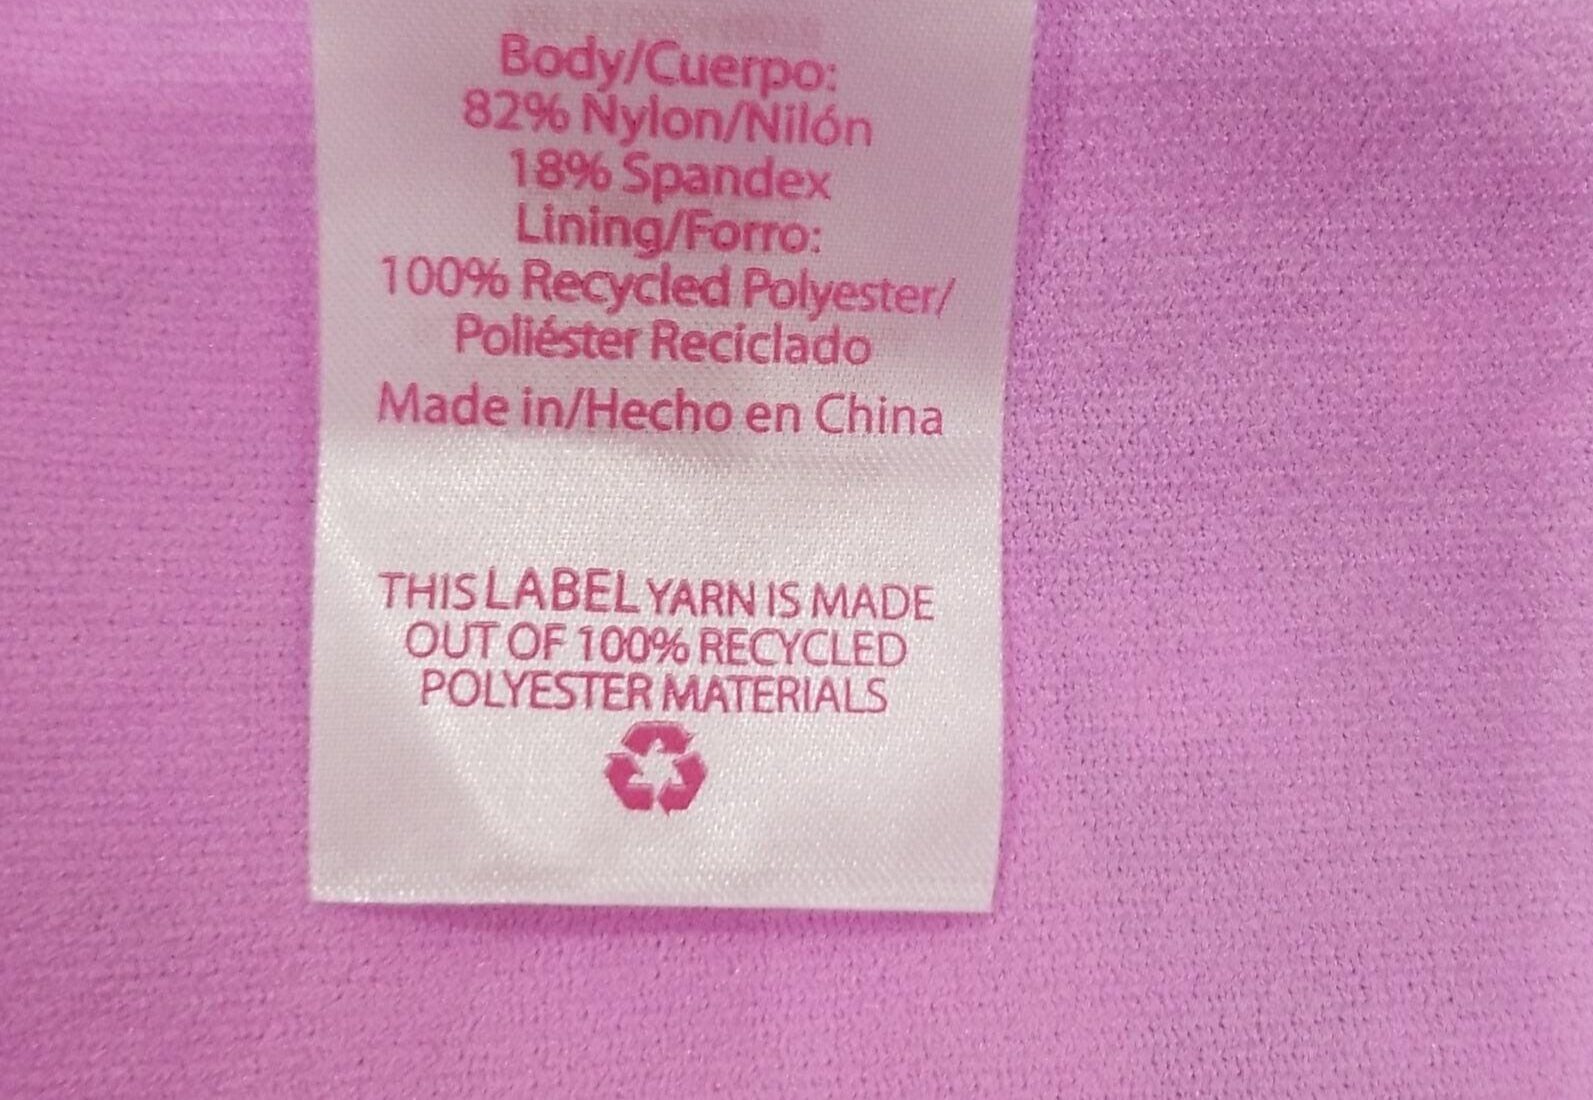 Body/Cuerpo:
82% Nylon/Nilón
18% Spandex
Lining/Forro:
100% Recycled Polyester/
Poliéster Reciclado
Made in/Hecho en China
THIS LABEL YARN IS MADE
OUT OF 100% RECYCLED
POLYESTER MATERIALS